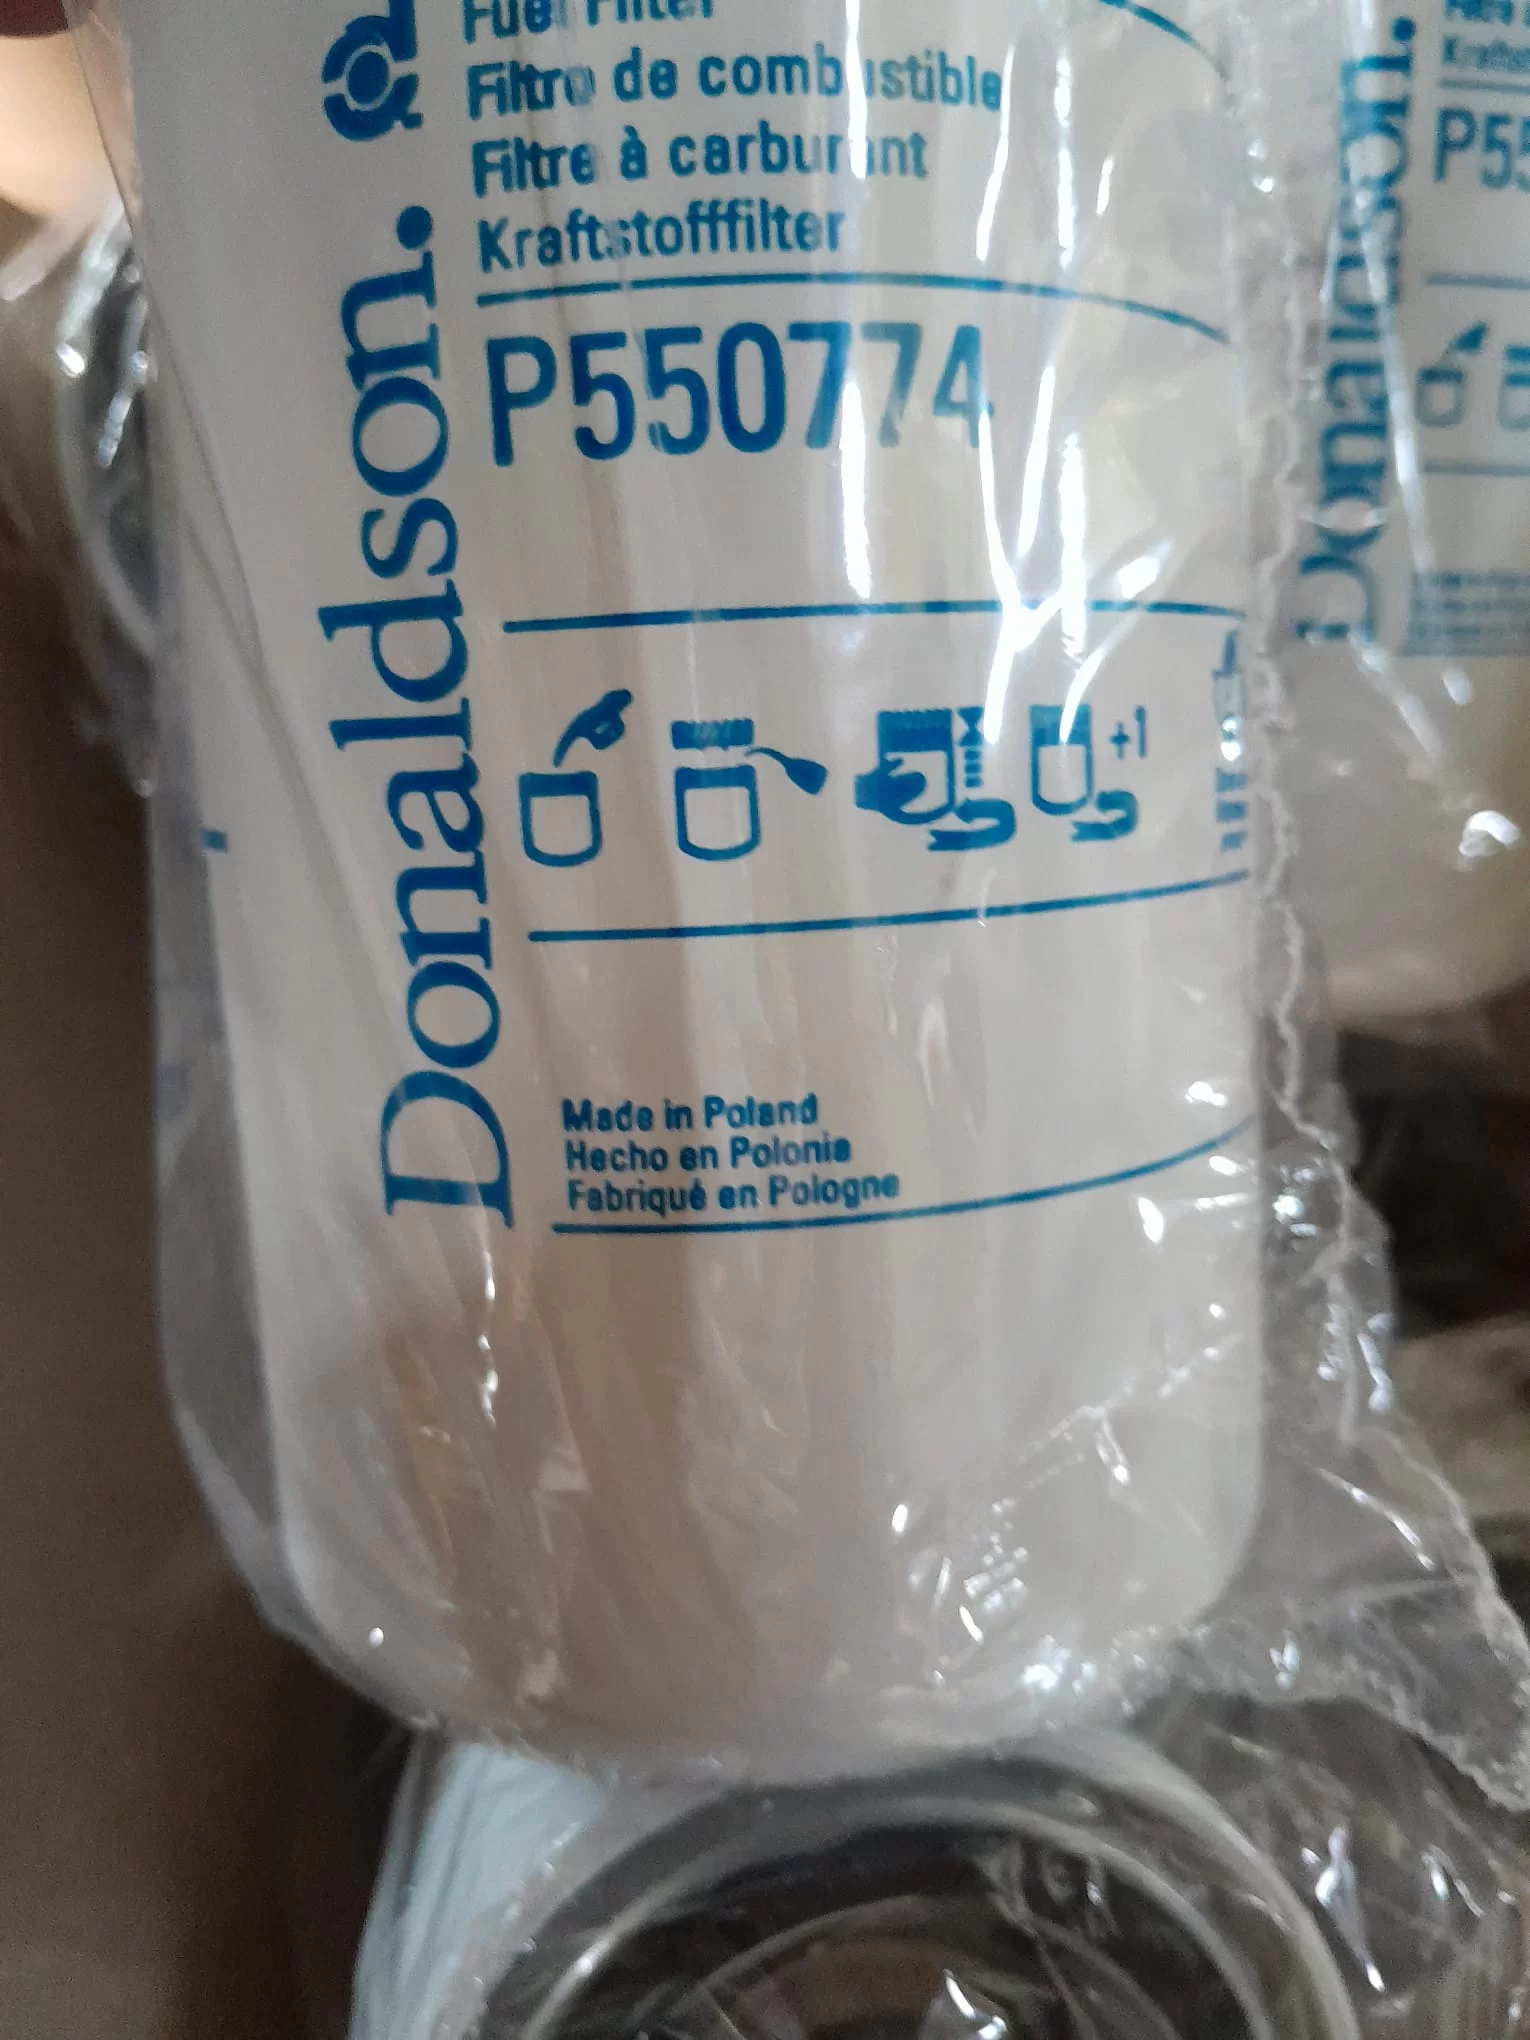 Fuel Filter
Filtro de combustible
Filtre à carburant
Kraftstofffilter
P550774
+1
Donaldson.
Made in Poland
Hecho en Polonia
Fabriqué en Pologne
Donaldson.
P55